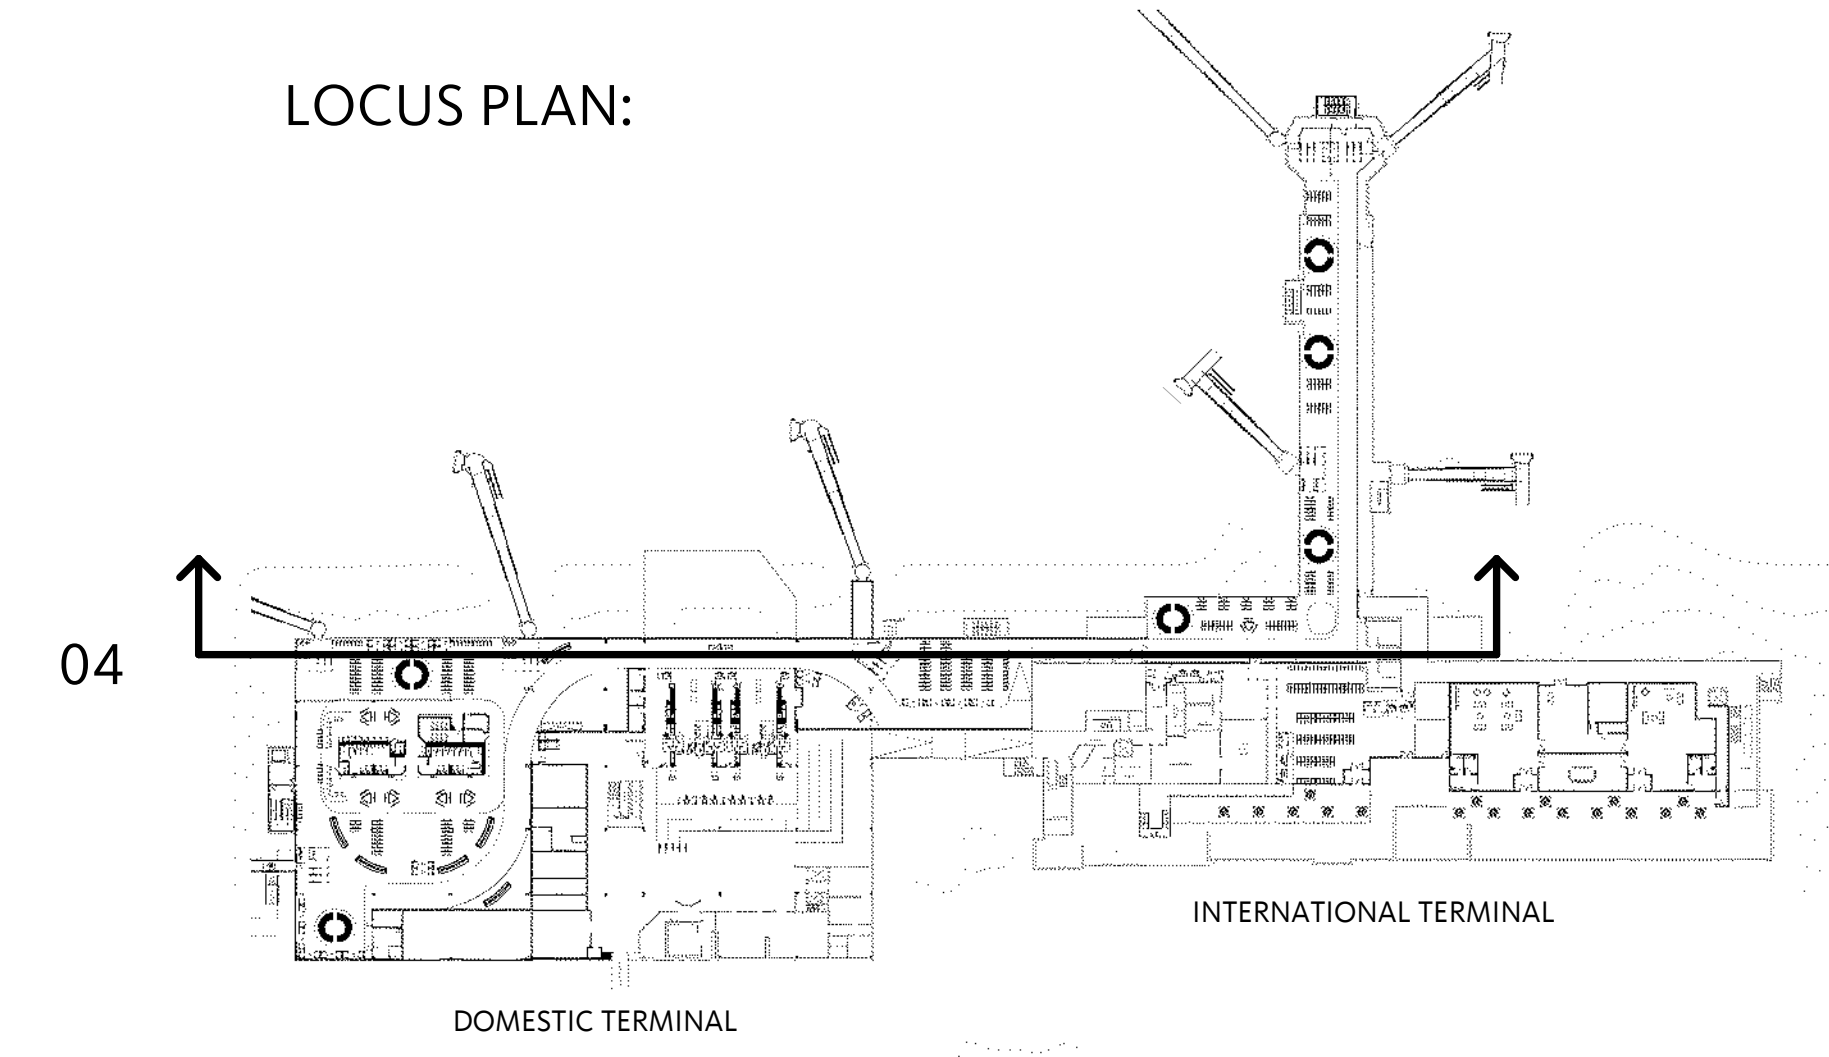 LOCUS PLAN:
04
INTERNATIONAL TERMINAL
DOMESTIC TERMINAL